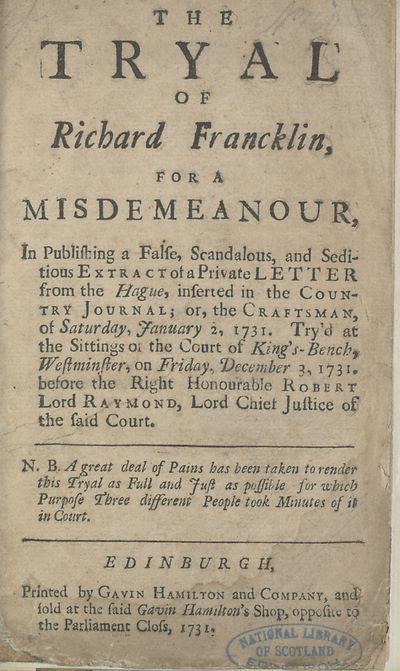 THE
TRYAL
OF
Richard Francklin,
FOR A
MISDEMEANOUR,
In Publiſhing a Falſe, Scandalous, and Sedi-
tious EXTRACT of a Private LETTER
from the Hague, inſerted in the COUN-
TRY JOURNAL; or, the CRAFTSMAN,
of Saturday, January 2, 1731. Try'd at
the Sittings of the Court of King's-Bench,
Weſtminſter, on Friday, December 3, 1731.
before the Right Honourable ROBERT
Lord RAYMOND, Lord Chief Juſtice of
the ſaid Court.
N. B. A great deal of Pains has been taken to render
this Tryal as Full and Juſt as poſſible for which
Purpoſe Three different People took Minutes of it
in Court.
EDINBURGH,
Printed by GAVIN HAMILTON and COMPANY, and
ſold at the ſaid Gavin Hamilton's Shop, oppoſite to
the Parliament Cloſs, 1731.
NATIONAL LIBRARY
OF SCOTLAND